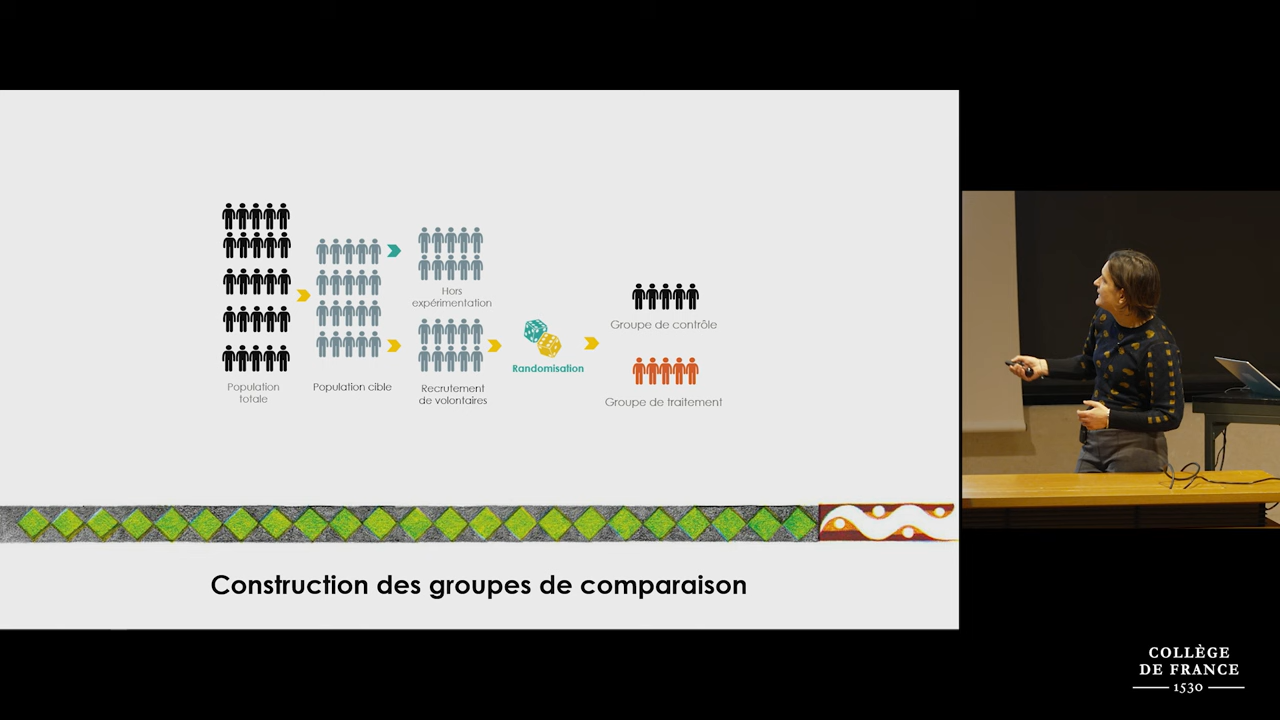 Population
totale
Population cible
Hors
expérimentation
Recrutement
de volontaires
Randomisation
Groupe de contrôle
Groupe de traitement
Construction des groupes de comparaison
COLLÈGE
DE FRANCE
1530